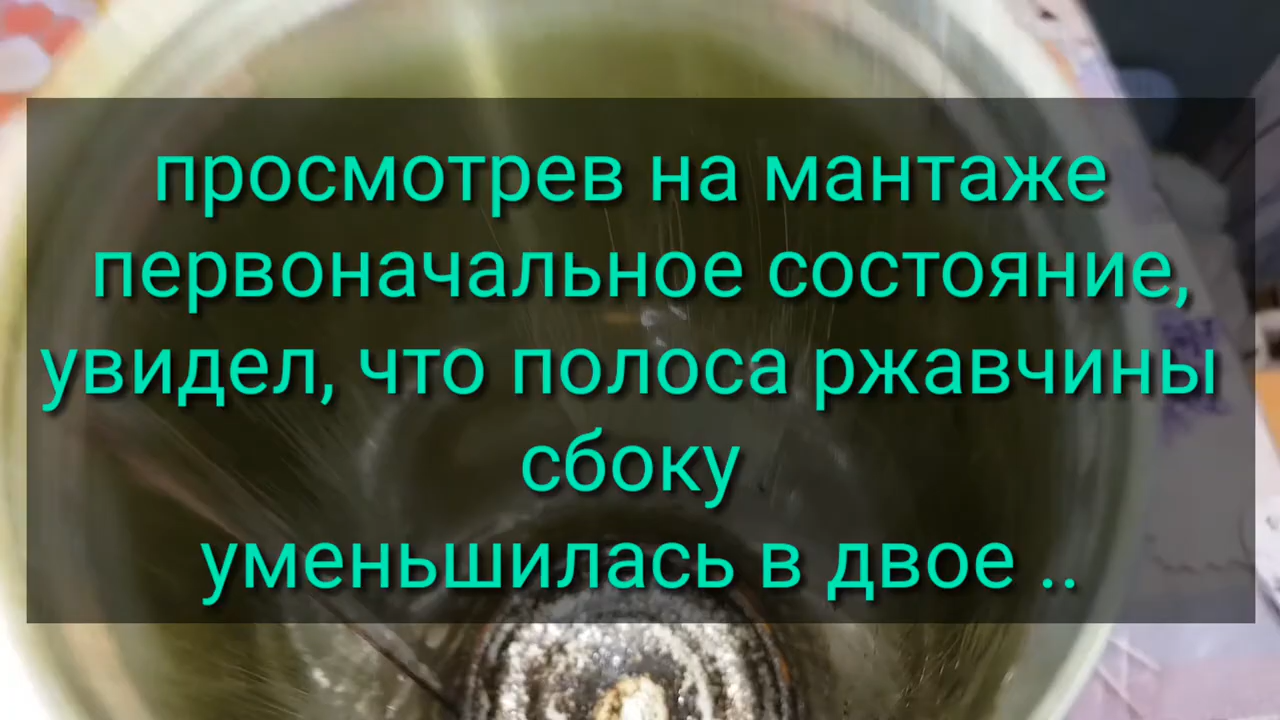 просмотрев на мантаже
первоначальное состояние,
увидел, что полоса ржавчины
сбоку
уменьшилась в двое ..